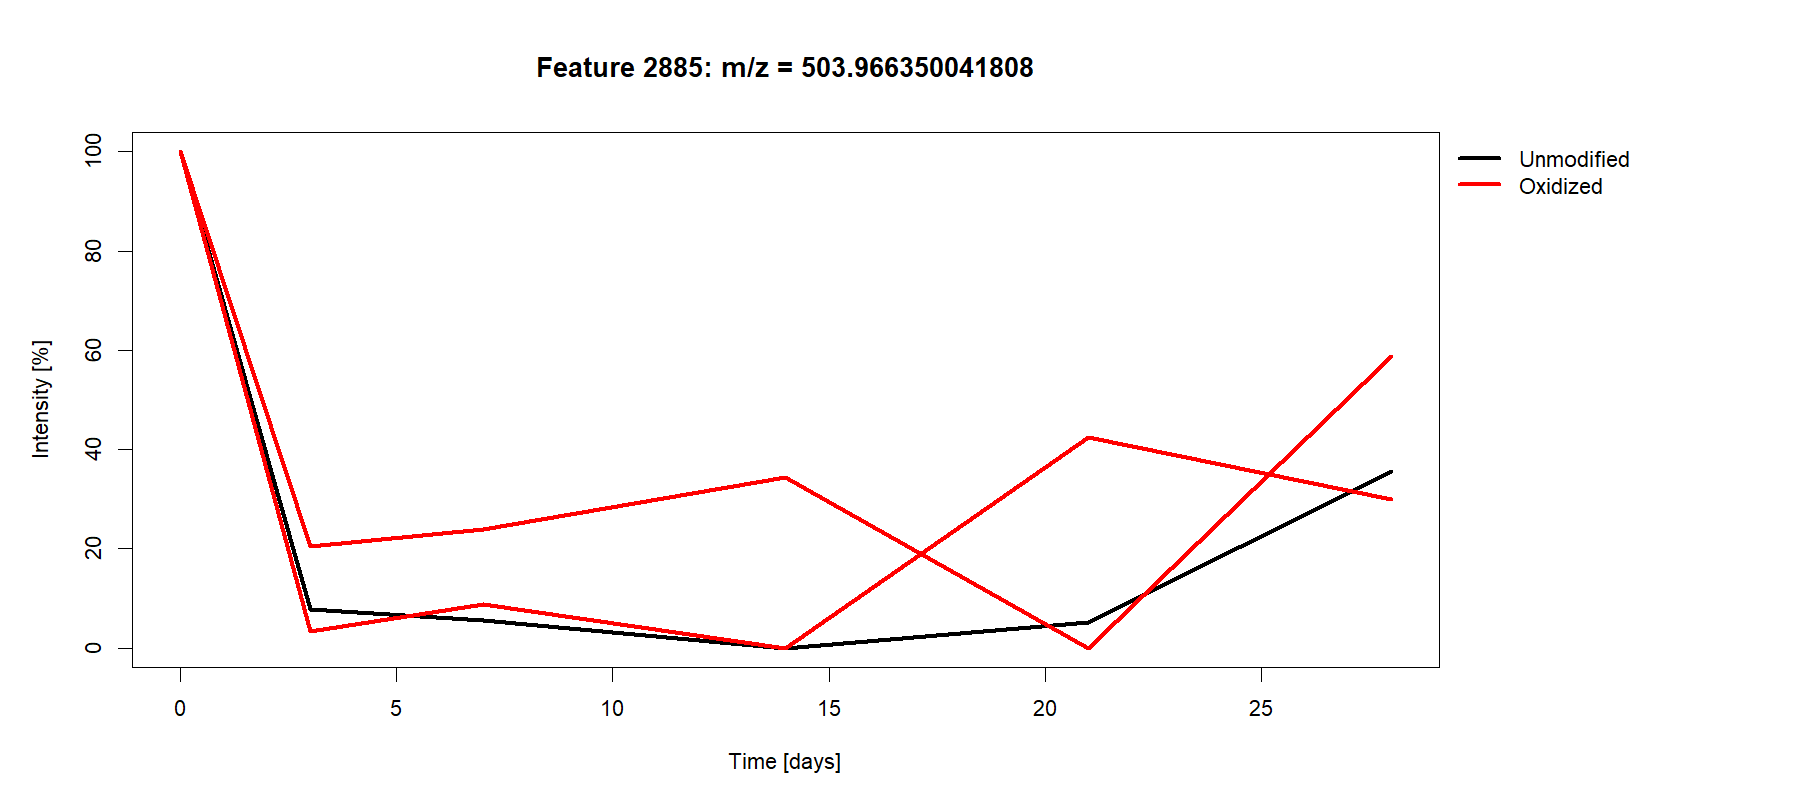 Feature 2885: m/z = 503.966350041808
Unmodified
Oxidized
Intensity [%]
100
80
60
40
20
0
0 5 10 15 20 25
Time [days]